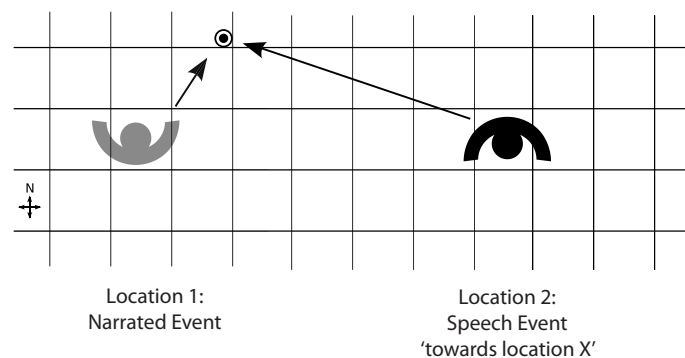 N
Location 1:
Narrated Event
Location 2:
Speech Event
‘towards location X’